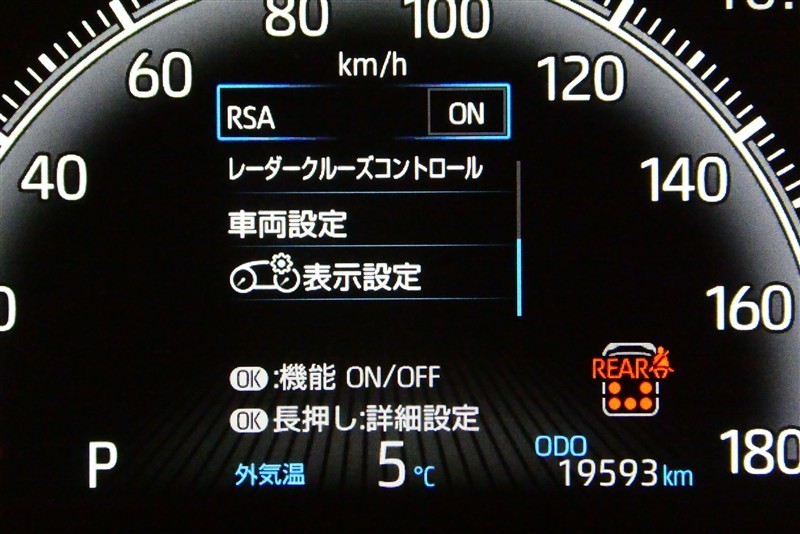 80 100
km/h
60 120
RSA ON
40 140
レーダークルーズコントロール
車両設定
表示設定
160
REAR
OK:機能 ON/OFF
OK長押し:詳細設定
180
P 外気温 5℃
ODO
19593km